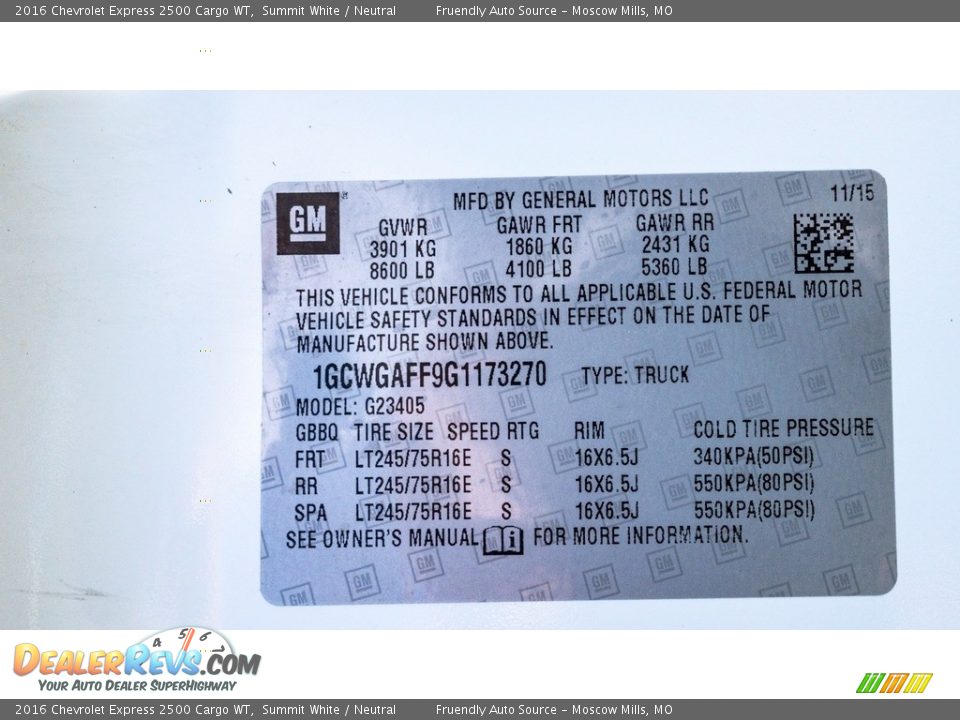 2016 Chevrolet Express 2500 Cargo WT, Summit White / Neutral Fruendly Auto Source - Moscow Mills, MO
GM
MFD BY GENERAL MOTORS LLC 11/15
GVWR GAWR FRT GAWR RR
3901 KG 1860 KG 2431 KG
8600 LB 4100 LB 5360 LB
THIS VEHICLE CONFORMS TO ALL APPLICABLE U.S. FEDERAL MOTOR
VEHICLE SAFETY STANDARDS IN EFFECT ON THE DATE OF
MANUFACTURE SHOWN ABOVE.
1GCWGAFF9G1173270 TYPE: TRUCK
MODEL: G23405
GBBQ TIRE SIZE SPEED RTG RIM COLD TIRE PRESSURE
FRT LT245/75R16E S 16X6.5J 340KPA(50PSI)
RR LT245/75R16E S 16X6.5J 550KPA(80PSI)
SPA LT245/75R16E S 16X6.5J 550KPA(80PSI)
SEE OWNER'S MANUAL i FOR MORE INFORMATION.
4 5 6
DEALERREVS.COM
YOUR AUTO DEALER SUPERHIGHWAY
2016 Chevrolet Express 2500 Cargo WT, Summit White / Neutral Fruendly Auto Source - Moscow Mills, MO